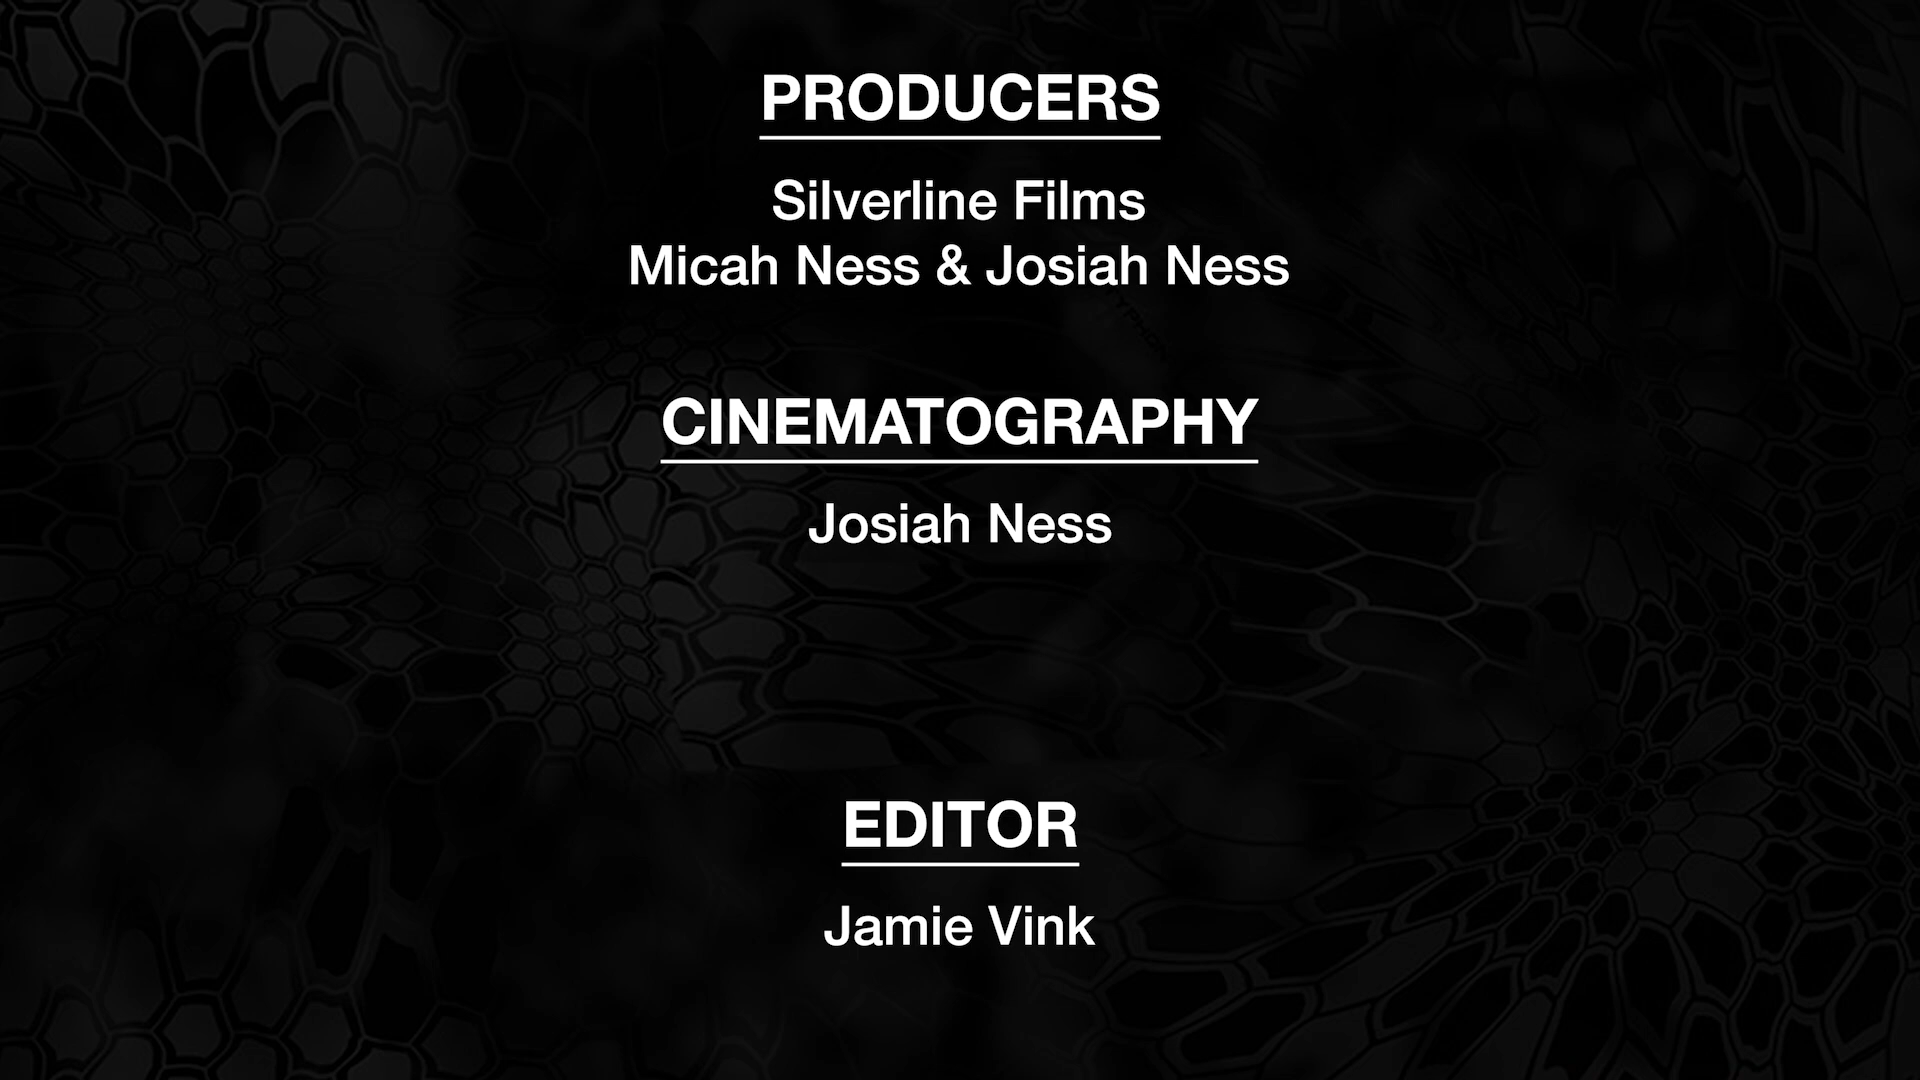 PRODUCERS
Silverline Films
Micah Ness & Josiah Ness
CINEMATOGRAPHY
Josiah Ness
EDITOR
Jamie Vink